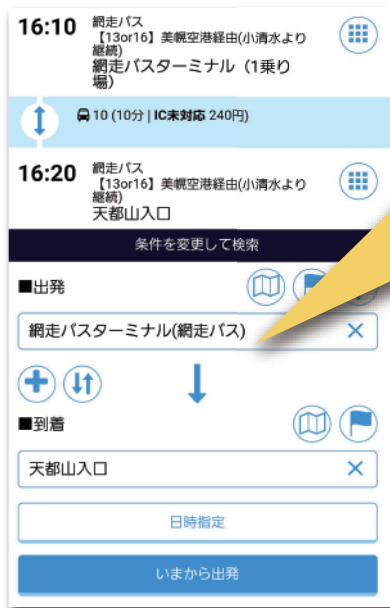 16:10 網走バス
【13or16】美幌空港経由(小清水より
継続)
網走バスターミナル（1乗り
場）
10 (10分 | IC未対応 240円)
16:20 網走バス
【13or16】美幌空港経由(小清水より
継続)
天都山入口
条件を変更して検索
■出発
網走バスターミナル(網走バス)
■到着
天都山入口
日時指定
いまから出発